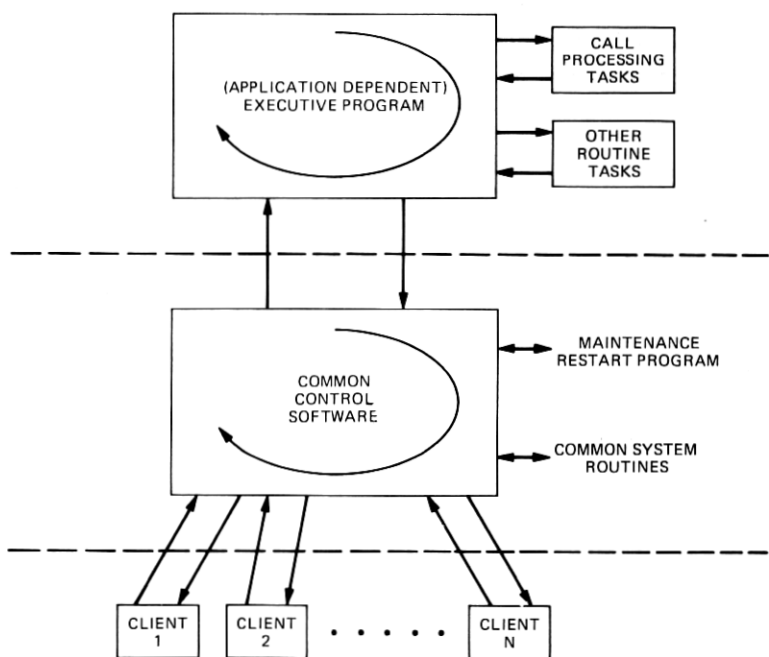 (APPLICATION DEPENDENT)
EXECUTIVE PROGRAM
CALL
PROCESSING
TASKS
OTHER
ROUTINE
TASKS
COMMON
CONTROL
SOFTWARE
MAINTENANCE
RESTART PROGRAM
COMMON SYSTEM
ROUTINES
CLIENT
1
CLIENT
2
CLIENT
N